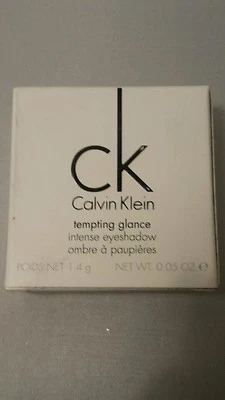 ck
Calvin Klein
tempting glance
intense eyeshadow
ombre à paupières
POIDS NET 1.4 g NET WT. 0.05 OZ. ℮